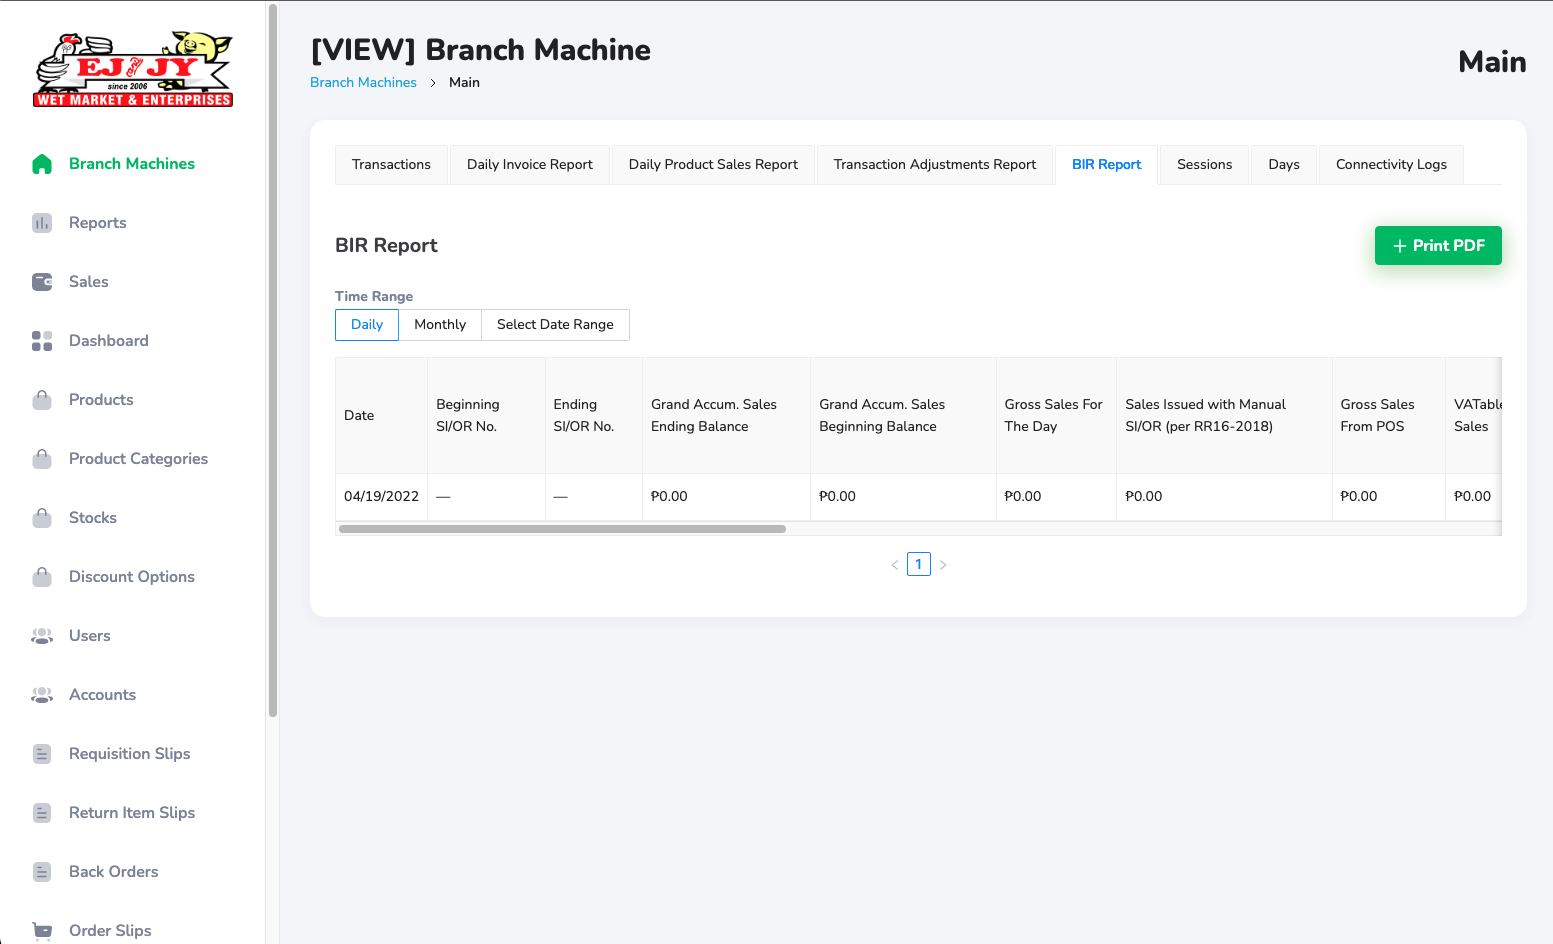 EJ and JY
since 2006
WET MARKET & ENTERPRISES
Branch Machines
Reports
Sales
Dashboard
Products
Product Categories
Stocks
Discount Options
Users
Accounts
Requisition Slips
Return Item Slips
Back Orders
Order Slips
[VIEW] Branch Machine
Branch Machines > Main
Main
Transactions
Daily Invoice Report
Daily Product Sales Report
Transaction Adjustments Report
BIR Report
Sessions
Days
Connectivity Logs
BIR Report
+ Print PDF
Time Range
Daily
Monthly
Select Date Range
Date
Beginning
SI/OR No.
Ending
SI/OR No.
Grand Accum. Sales
Ending Balance
Grand Accum. Sales
Beginning Balance
Gross Sales For
The Day
Sales Issued with Manual
SI/OR (per RR16-2018)
Gross Sales
From POS
VATable
Sales
04/19/2022 — — ₱0.00 ₱0.00 ₱0.00 ₱0.00 ₱0.00 ₱0.00
< 1 >